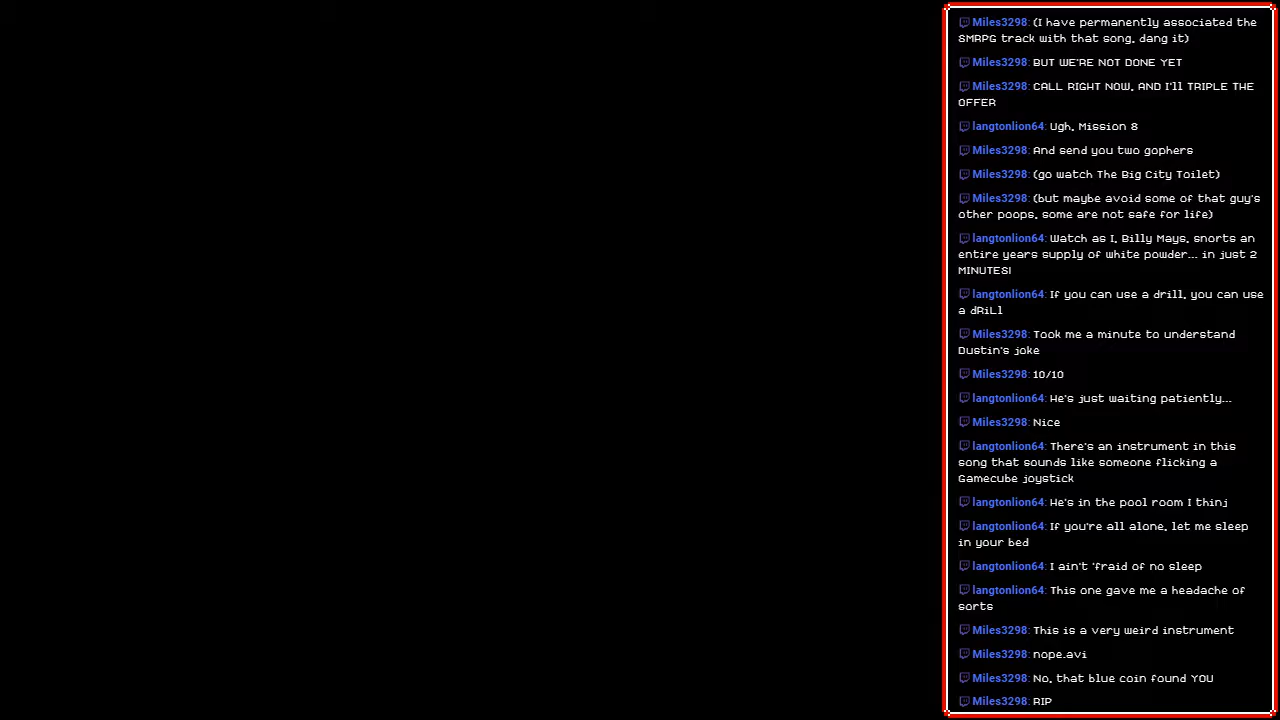 Miles3298: (I have permanently associated the
SMRPG track with that song, dang it)
Miles3298: BUT WE'RE NOT DONE YET
Miles3298: CALL RIGHT NOW, AND I'll TRIPLE THE
OFFER
langtonlion64: Ugh, Mission 8
Miles3298: And send you two gophers
Miles3298: (go watch The Big City Toilet)
Miles3298: (but maybe avoid some of that guy's
other poops, some are not safe for life)
langtonlion64: Watch as I, Billy Mays, snorts an
entire years supply of white powder... in just 2
MINUTES!
langtonlion64: If you can use a drill, you can use
a dRiLl
Miles3298: Took me a minute to understand
Dustin's joke
Miles3298: 10/10
langtonlion64: He's just waiting patiently...
Miles3298: Nice
langtonlion64: There's an instrument in this
song that sounds like someone flicking a
Gamecube joystick
langtonlion64: He's in the pool room I thinj
langtonlion64: If you're all alone, let me sleep
in your bed
langtonlion64: I ain't 'fraid of no sleep
langtonlion64: This one gave me a headache of
sorts
Miles3298: This is a very weird instrument
Miles3298: nope.avi
Miles3298: No, that blue coin found YOU
Miles3298: RIP